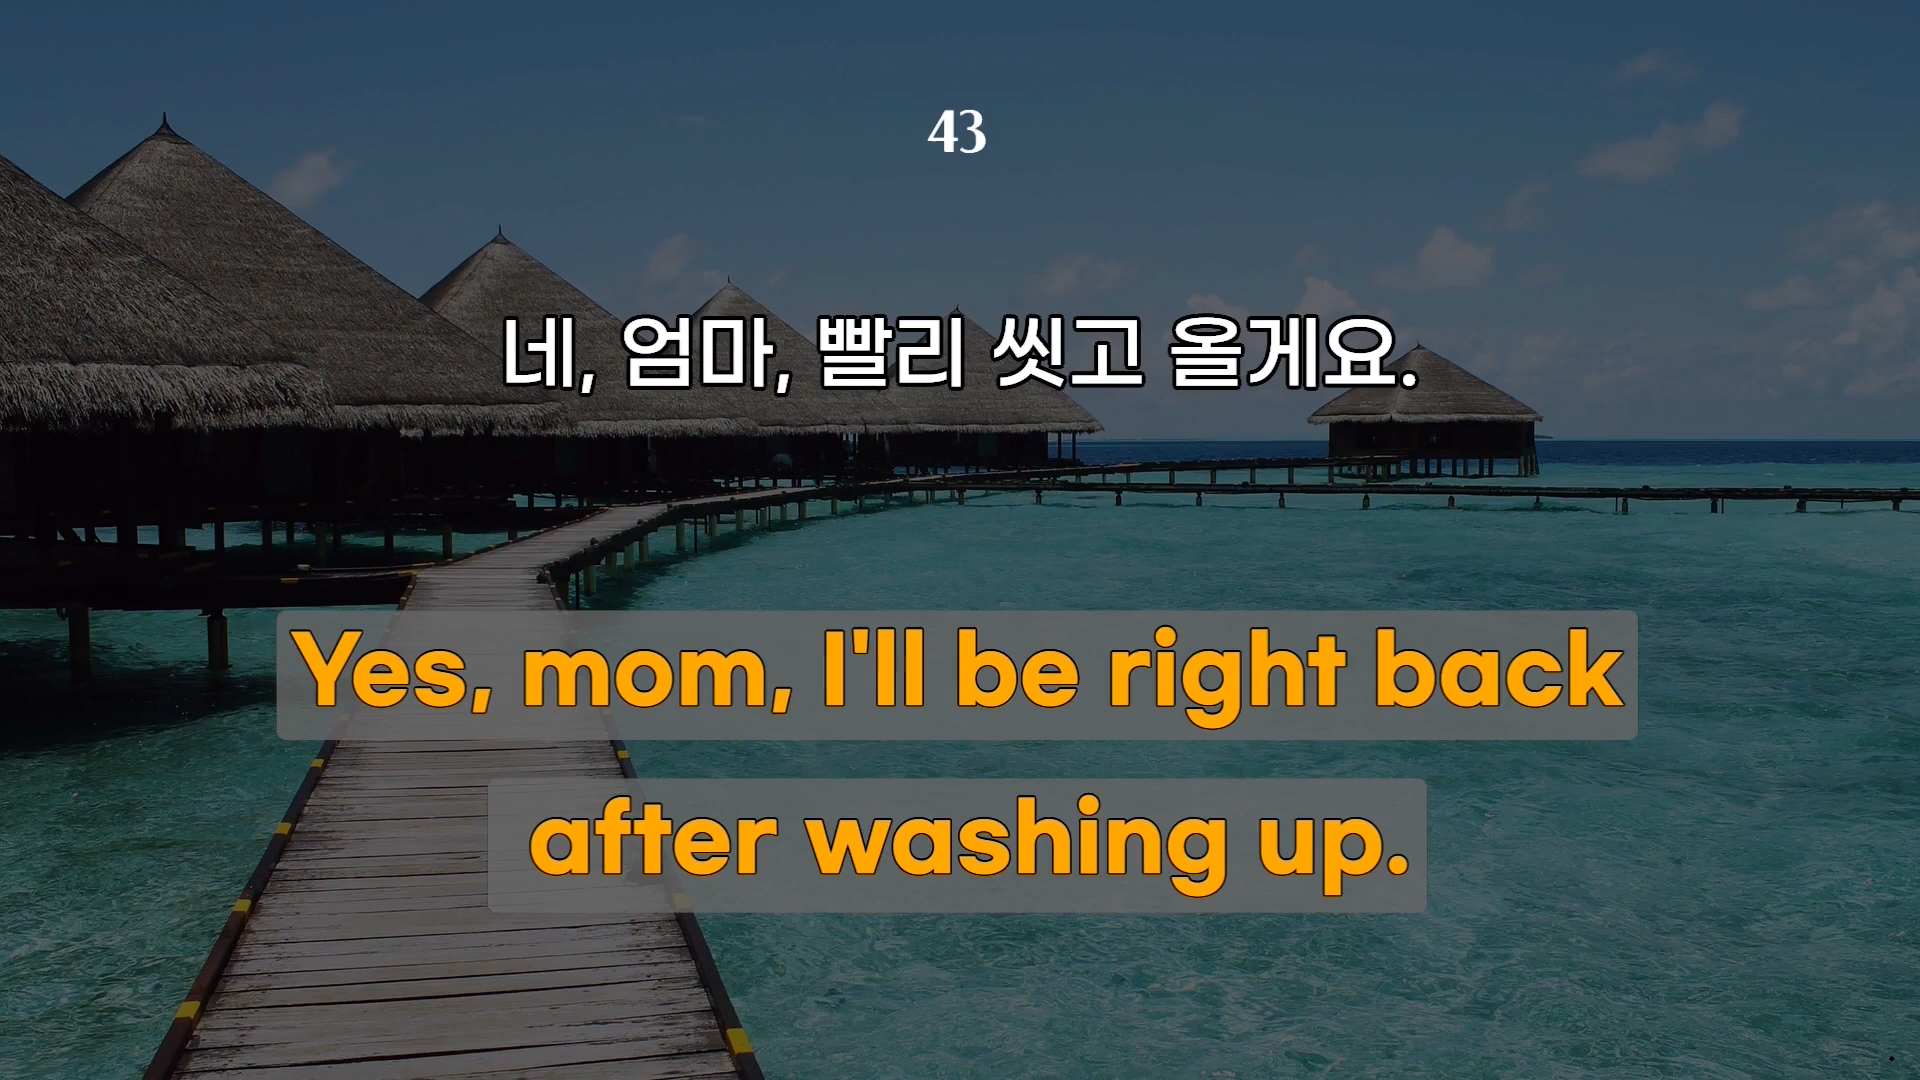 43
네, 엄마, 빨리 씻고 올게요.
Yes, mom, I'll be right back
after washing up.